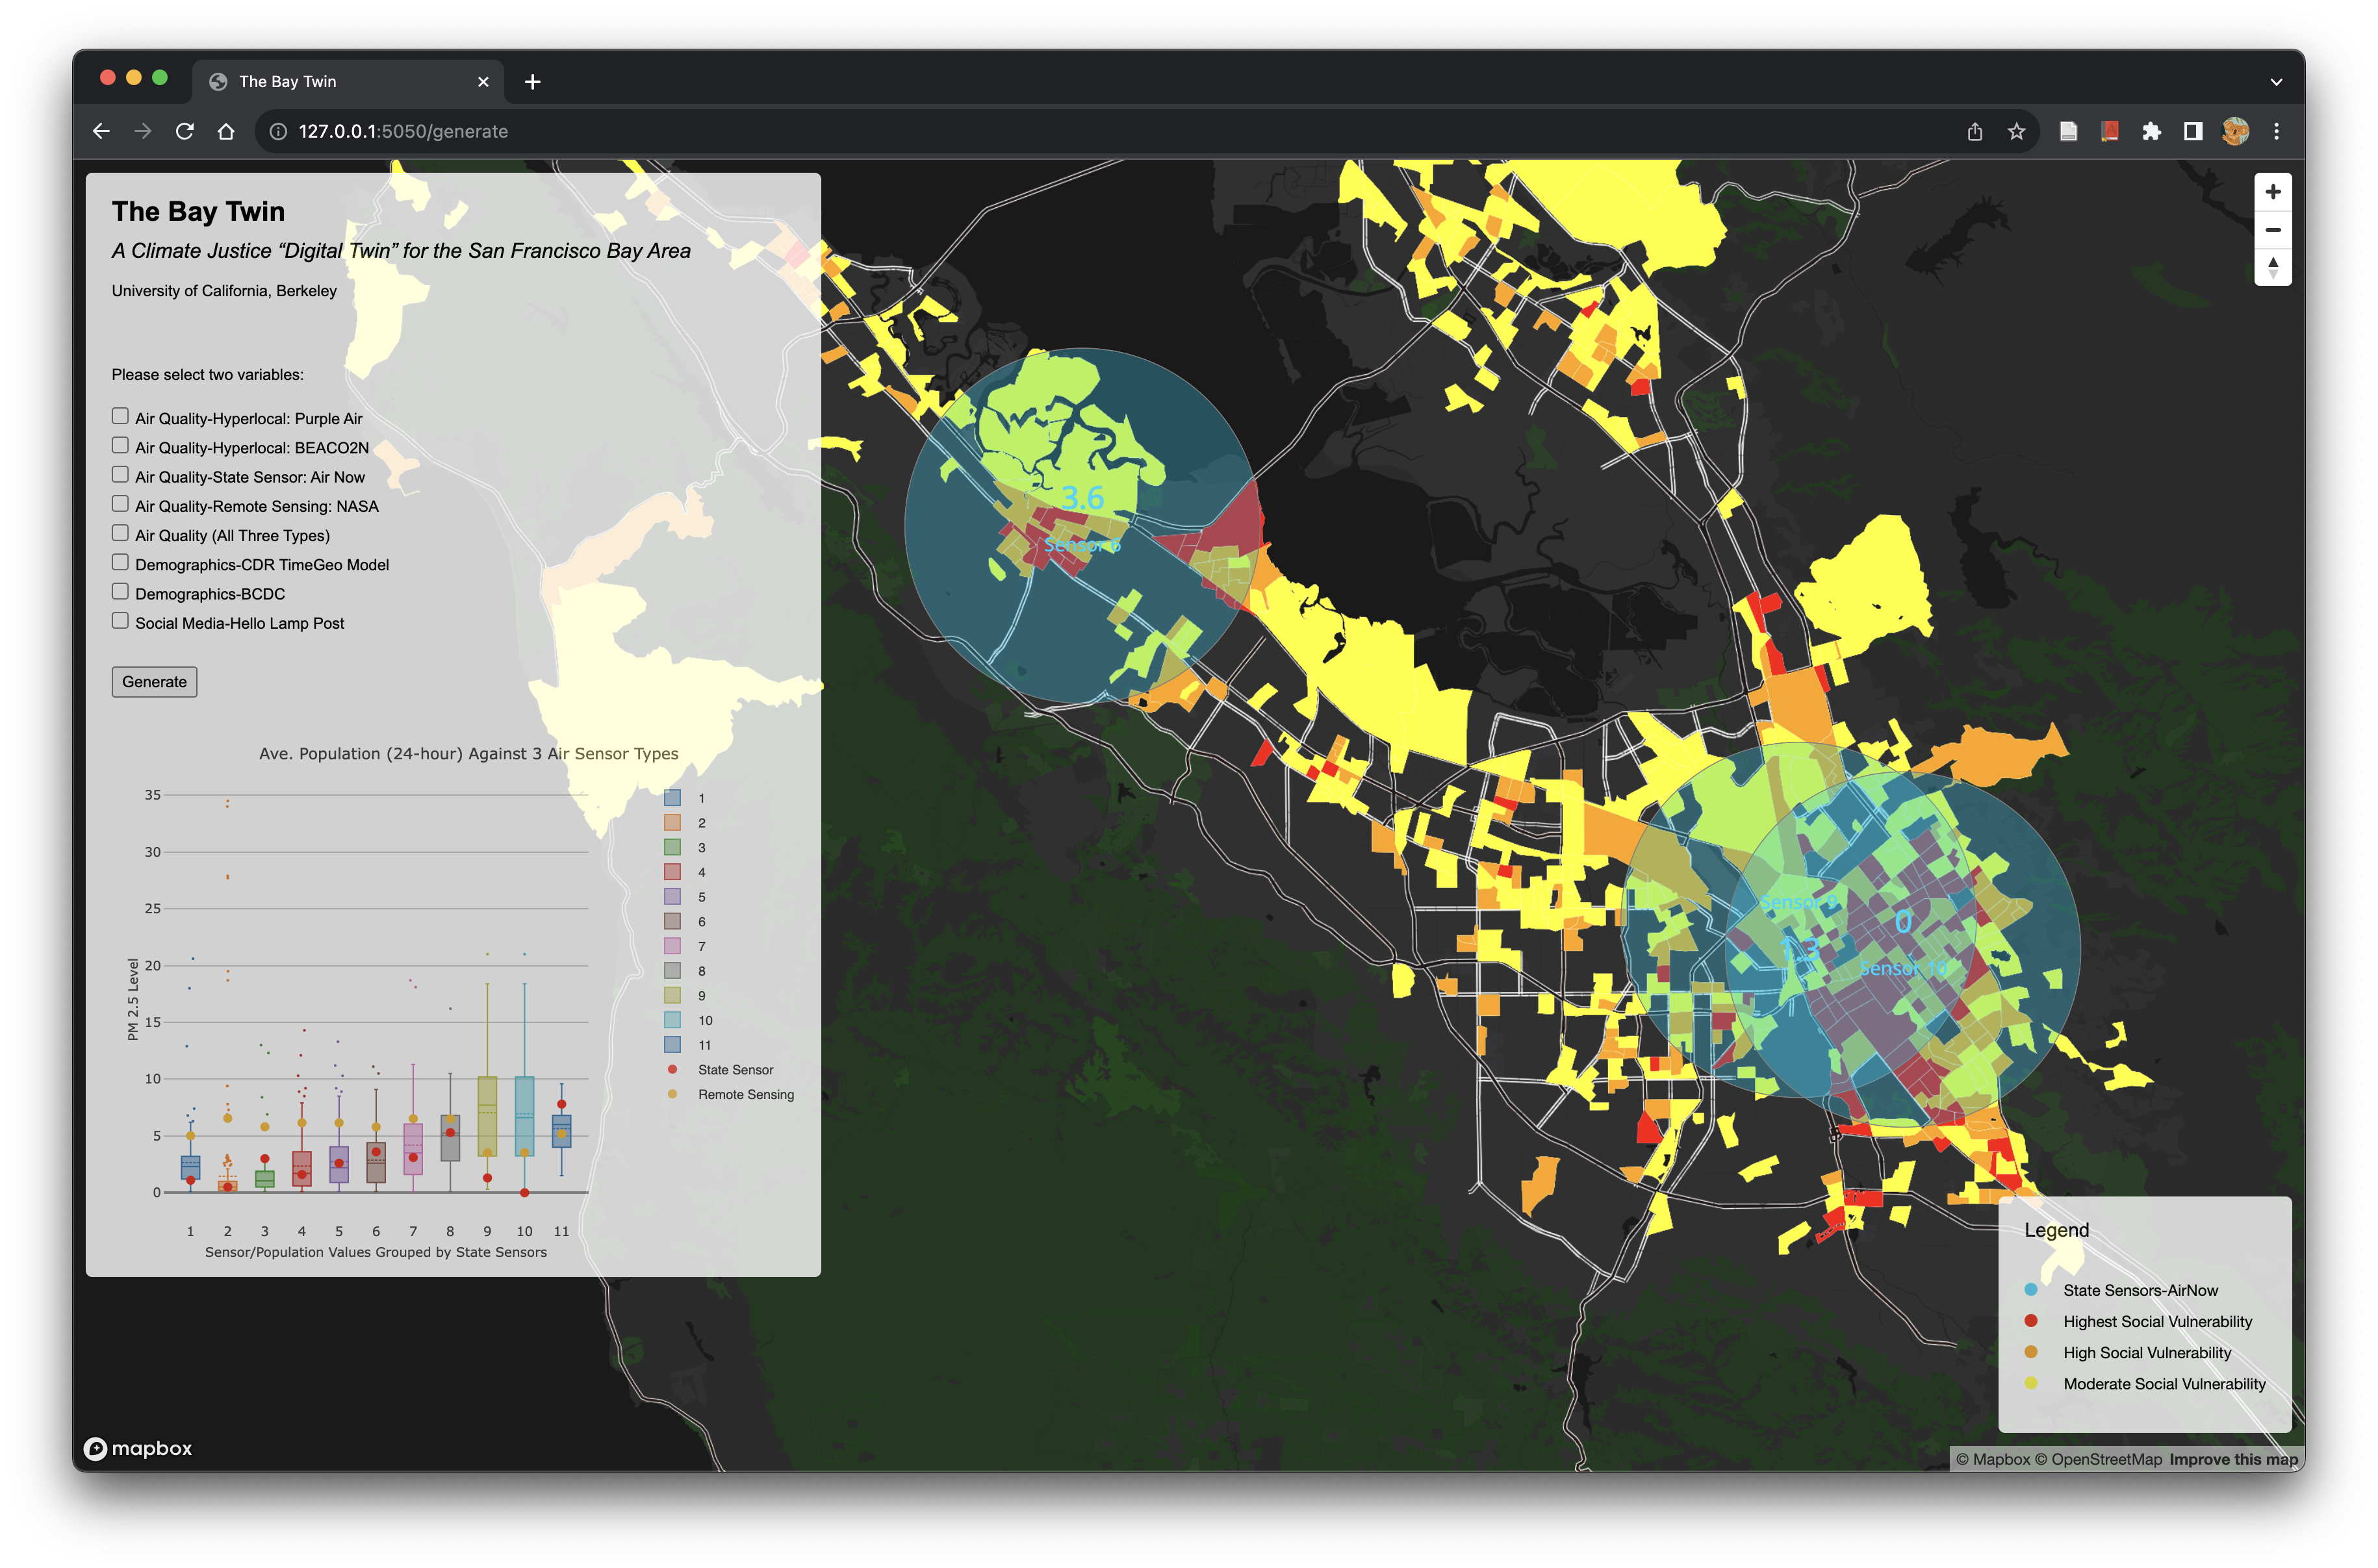 The Bay Twin
127.0.0.1:5050/generate
The Bay Twin
A Climate Justice “Digital Twin” for the San Francisco Bay Area
University of California, Berkeley
Please select two variables:
Air Quality-Hyperlocal: Purple Air
Air Quality-Hyperlocal: BEACO2N
Air Quality-State Sensor: Air Now
Air Quality-Remote Sensing: NASA
Air Quality (All Three Types)
Demographics-CDR TimeGeo Model
Demographics-BCDC
Social Media-Hello Lamp Post
Generate
Ave. Population (24-hour) Against 3 Air Sensor Types
35
30
25
20
15
10
5
0
PM 2.5 Level
1 2 3 4 5 6 7 8 9 10 11
Sensor/Population Values Grouped by State Sensors
1
2
3
4
5
6
7
8
9
10
11
State Sensor
Remote Sensing
3.6
Sensor 6
Sensor 9
1.3
0
Sensor 10
Legend
State Sensors-AirNow
Highest Social Vulnerability
High Social Vulnerability
Moderate Social Vulnerability
mapbox
© Mapbox © OpenStreetMap Improve this map